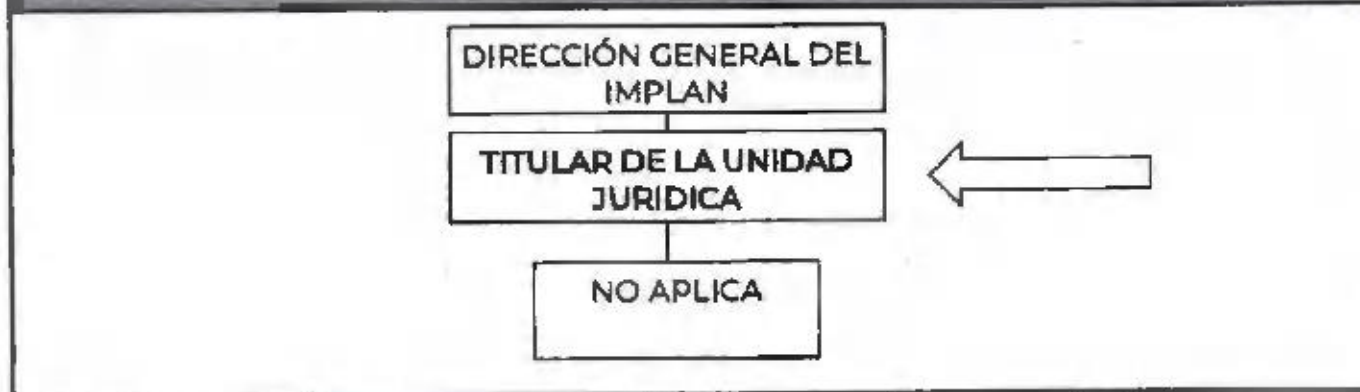 DIRECCIÓN GENERAL DEL
IMPLAN
TITULAR DE LA UNIDAD
JURIDICA
NO APLICA